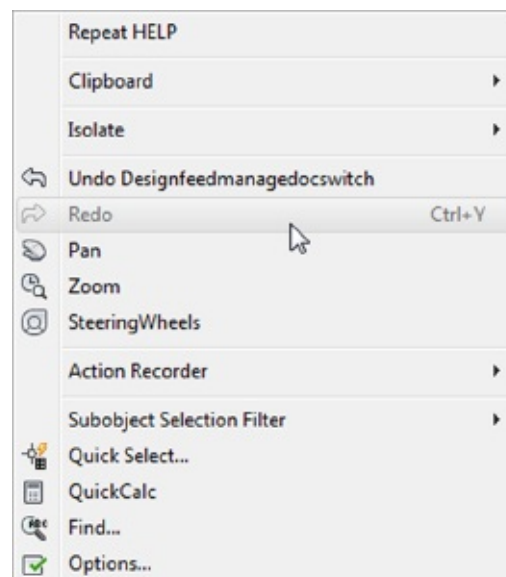 Repeat HELP
Clipboard
Isolate
Undo Designfeedmanagedocswitch
Redo Ctrl+Y
Pan
Zoom
SteeringWheels
Action Recorder
Subobject Selection Filter
Quick Select...
QuickCalc
Find...
Options...